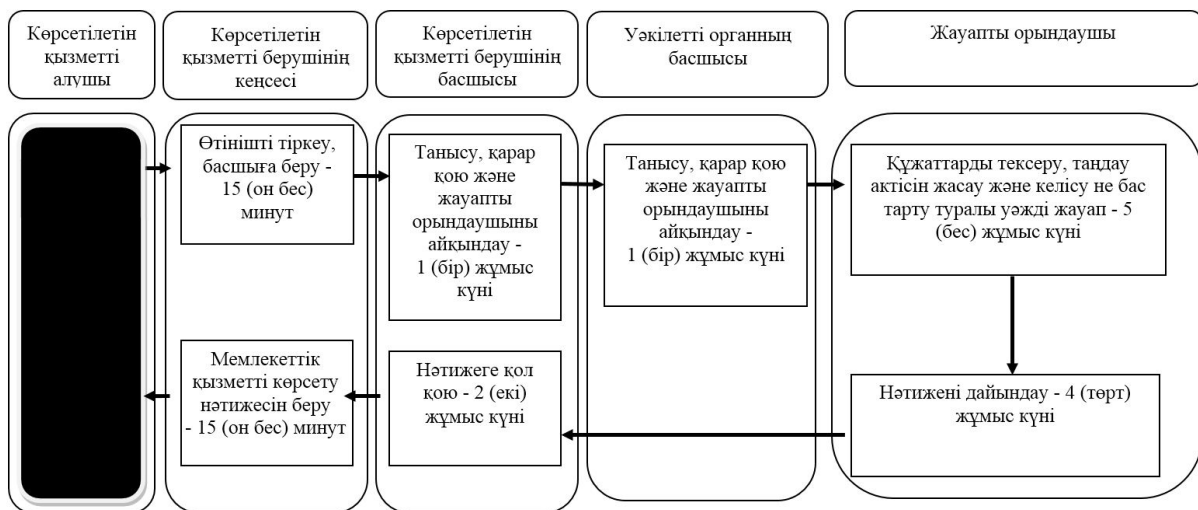 Көрсетілетін
қызметті
алушы
Көрсетілетін
қызметті берушінің
кеңсесі
Көрсетілетін
қызметті берушінің
басшысы
Уәкілетті органның
басшысы
Жауапты орындаушы
Өтінішті тіркеу,
басшыға беру -
15 (он бес)
минут
Танысу, қарар
қою және
жауапты
орындаушыны
айқындау -
1 (бір) жұмыс
күні
Танысу, қарар қою
және жауапты
орындаушыны
айқындау -
1 (бір) жұмыс күні
Құжаттарды тексеру, таңдау
актісін жасау және келісу не бас
тарту туралы уәжді жауап - 5
(бес) жұмыс күні
Мемлекеттік
қызметті көрсету
нәтижесін беру
- 15 (он бес) минут
Нәтижеге қол
қою - 2 (екі)
жұмыс күні
Нәтижені дайындау - 4 (төрт)
жұмыс күні